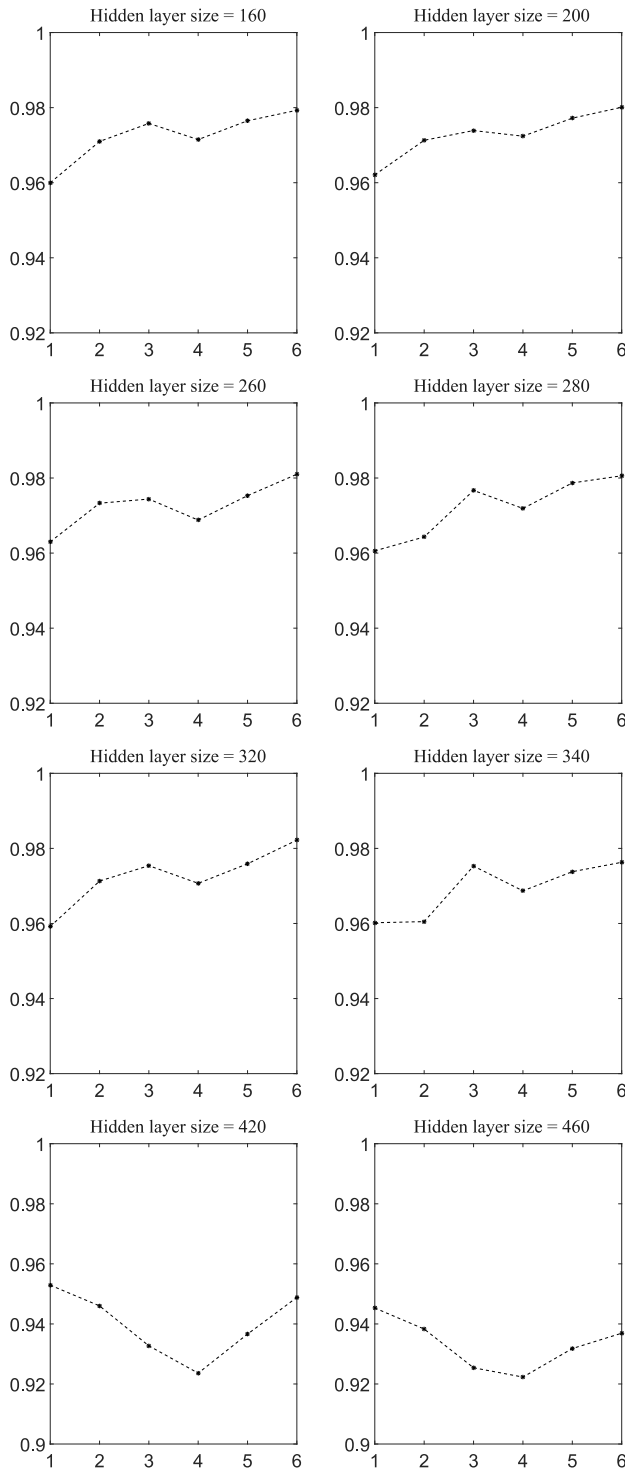 Hidden layer size = 160
1
0.98
0.96
0.94
0.92
1 2 3 4 5 6
Hidden layer size = 200
1
0.98
0.96
0.94
0.92
1 2 3 4 5 6
Hidden layer size = 260
1
0.98
0.96
0.94
0.92
1 2 3 4 5 6
Hidden layer size = 280
1
0.98
0.96
0.94
0.92
1 2 3 4 5 6
Hidden layer size = 320
1
0.98
0.96
0.94
0.92
1 2 3 4 5 6
Hidden layer size = 340
1
0.98
0.96
0.94
0.92
1 2 3 4 5 6
Hidden layer size = 420
1
0.98
0.96
0.94
0.92
0.9
1 2 3 4 5 6
Hidden layer size = 460
1
0.98
0.96
0.94
0.92
0.9
1 2 3 4 5 6